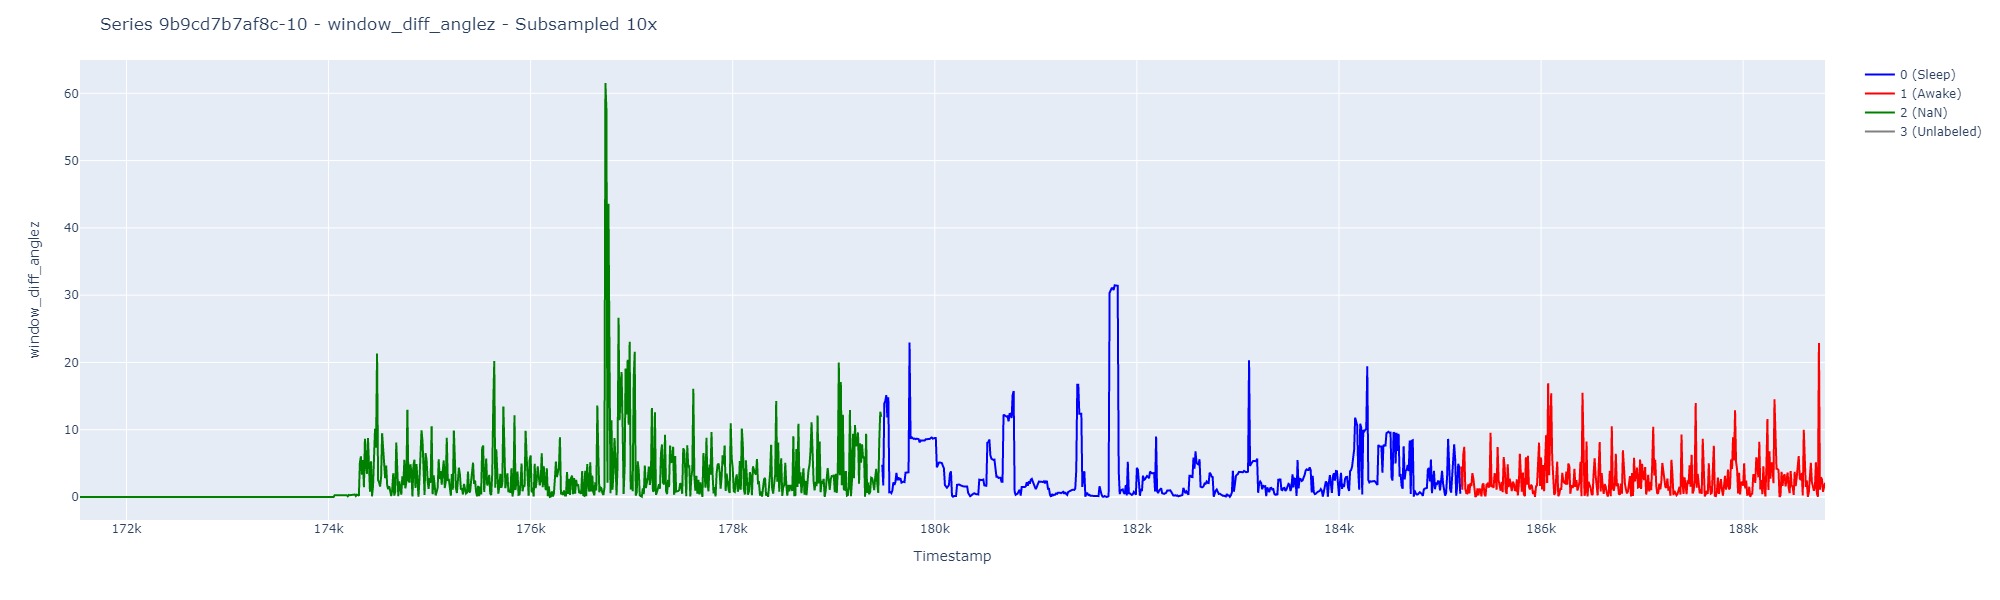 Series 9b9cd7b7af8c-10 - window_diff_anglez - Subsampled 10x
0 (Sleep)
1 (Awake)
2 (NaN)
3 (Unlabeled)
window_diff_anglez
60
50
40
30
20
10
0
172k 174k 176k 178k 180k 182k 184k 186k 188k
Timestamp